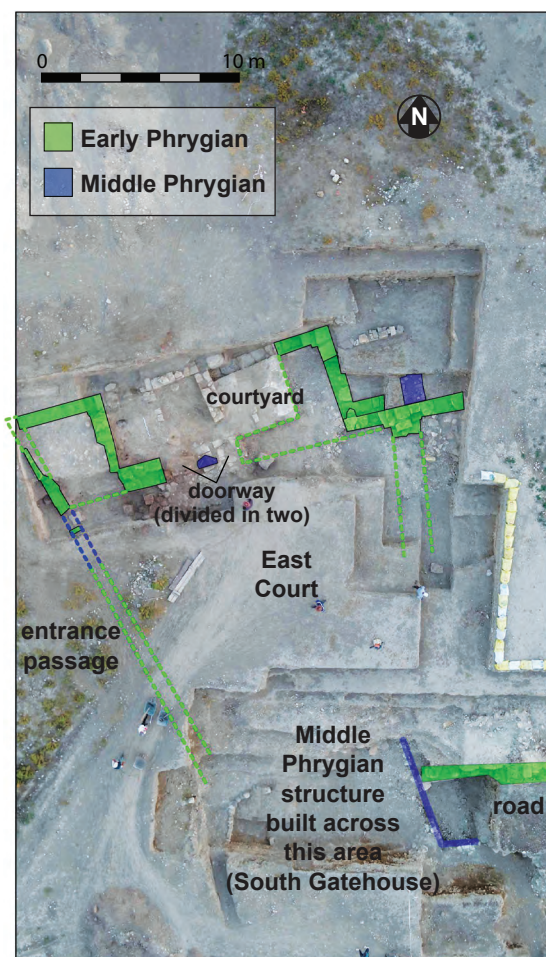 0 10 m
N
Early Phrygian
Middle Phrygian
courtyard
doorway
(divided in two)
East
Court
entrance
passage
Middle
Phrygian
structure
built across
this area
(South Gatehouse)
road